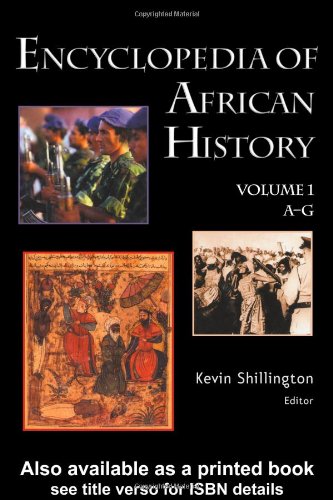 ENCYCLOPEDIA OF
AFRICAN
HISTORY
VOLUME 1
A–G
Kevin Shillington
Editor
Also available as a printed book
see title verso for ISBN details